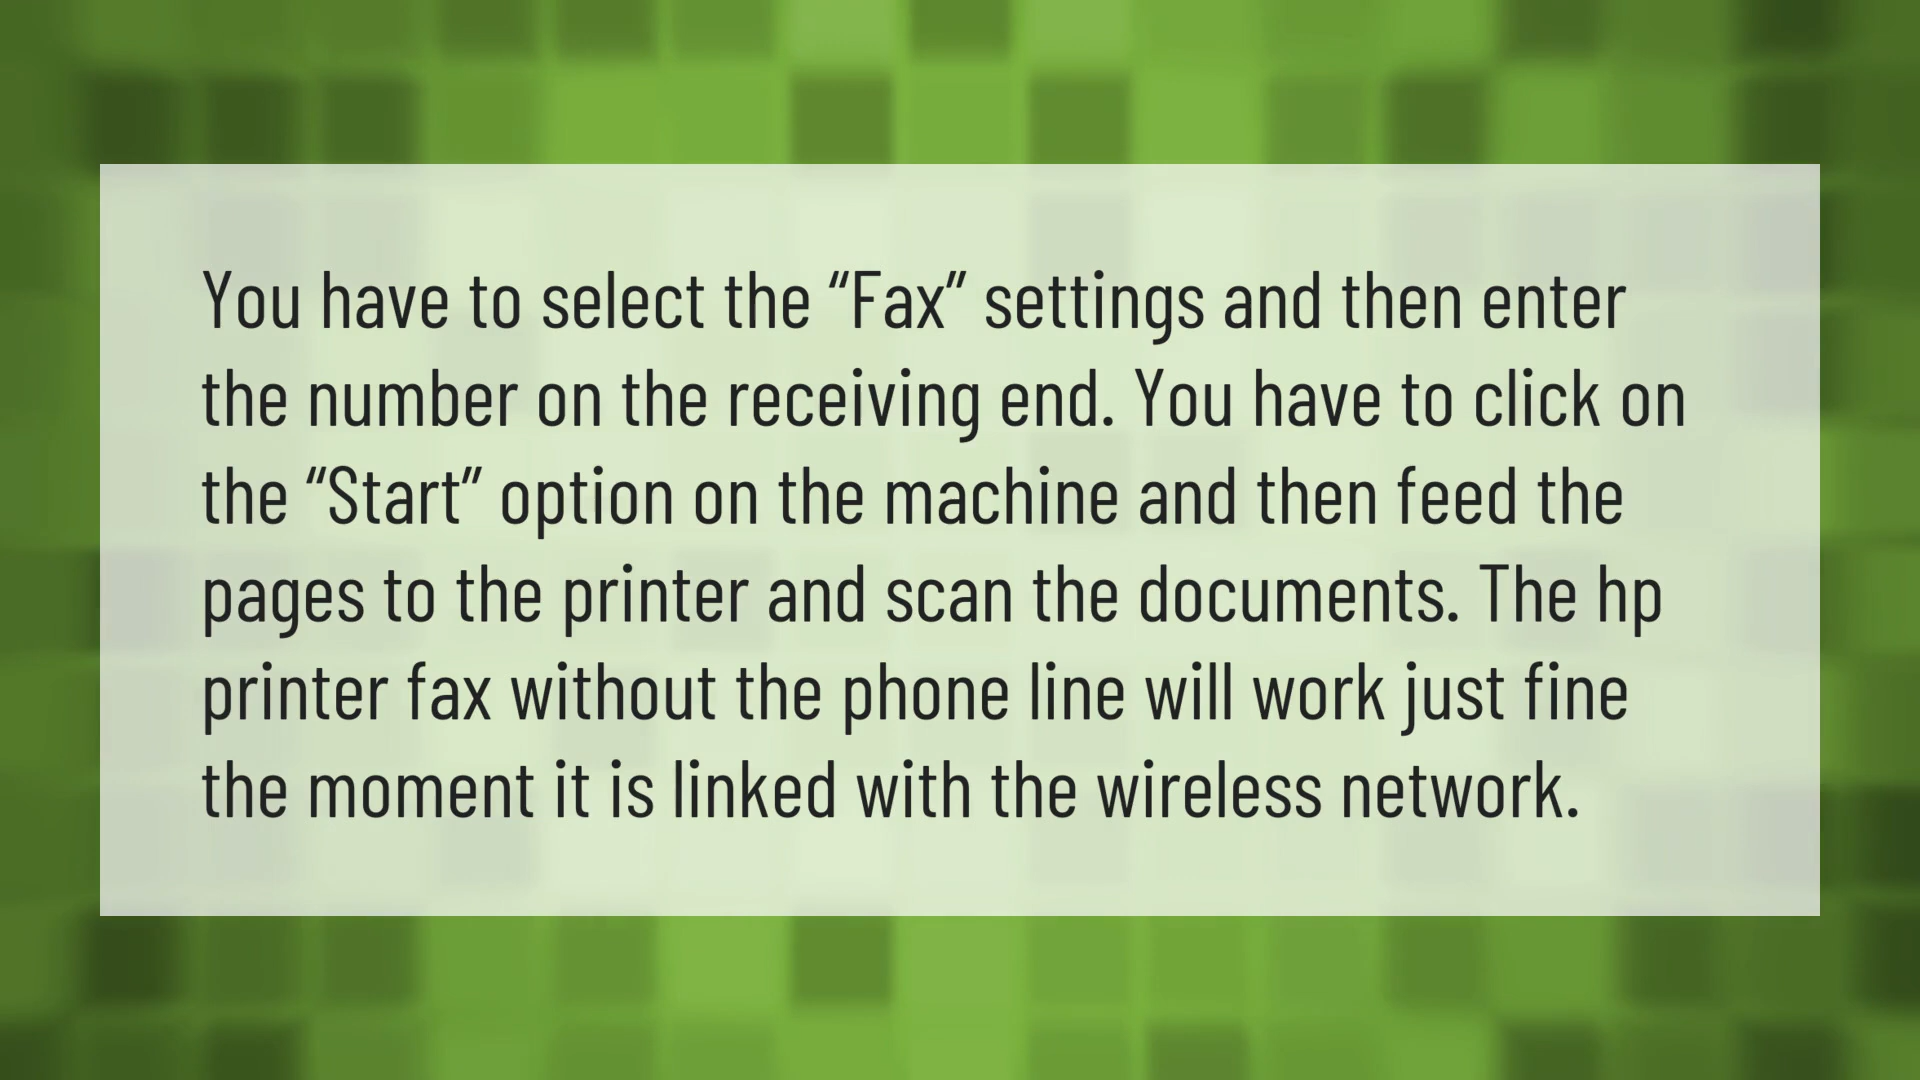 You have to select the “Fax” settings and then enter
the number on the receiving end. You have to click on
the “Start” option on the machine and then feed the
pages to the printer and scan the documents. The hp
printer fax without the phone line will work just fine
the moment it is linked with the wireless network.